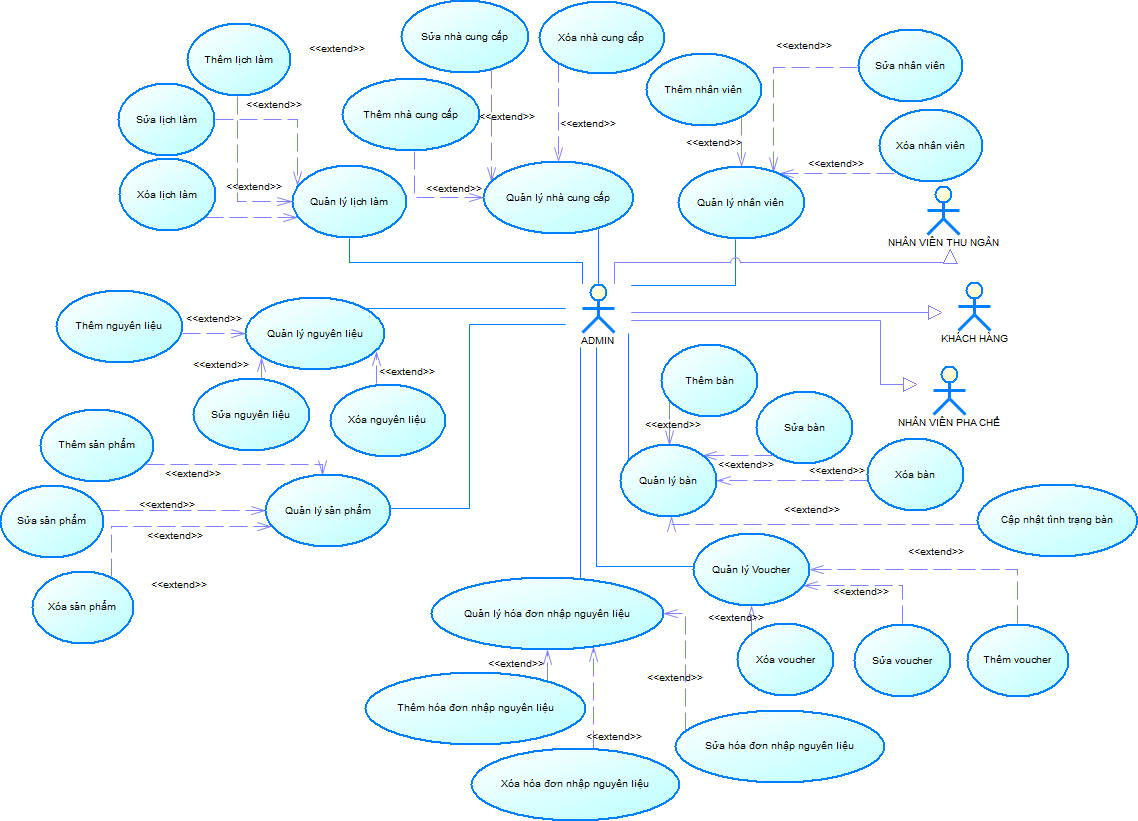 Sửa nhà cung cấp
Xóa nhà cung cấp
<<extend>>
<<extend>>
Thêm lịch làm
Sửa nhân viên
Thêm nhân viên
<<extend>>
Sửa lịch làm
Thêm nhà cung cấp
<<extend>>
<<extend>>
<<extend>>
Xóa nhân viên
<<extend>>
Xóa lịch làm
<<extend>>
<<extend>>
Quản lý lịch làm
Quản lý nhà cung cấp
Quản lý nhân viên
NHÂN VIÊN THU NGÂN
Thêm nguyên liệu
<<extend>>
Quản lý nguyên liệu
ADMIN
KHÁCH HÀNG
<<extend>>
<<extend>>
Thêm bàn
Sửa nguyên liệu
Xóa nguyên liệu
NHÂN VIÊN PHA CHẾ
<<extend>>
Sửa bàn
Thêm sản phẩm
<<extend>>
<<extend>>
<<extend>>
Xóa bàn
Quản lý bàn
<<extend>>
Quản lý sản phẩm
<<extend>>
Sửa sản phẩm
Cập nhật tình trạng bàn
<<extend>>
<<extend>>
Quản lý Voucher
<<extend>>
<<extend>>
Xóa sản phẩm
Quản lý hóa đơn nhập nguyên liệu
<<extend>>
Xóa voucher
Sửa voucher
Thêm voucher
<<extend>>
<<extend>>
Thêm hóa đơn nhập nguyên liệu
<<extend>>
Sửa hóa đơn nhập nguyên liệu
Xóa hóa đơn nhập nguyên liệu